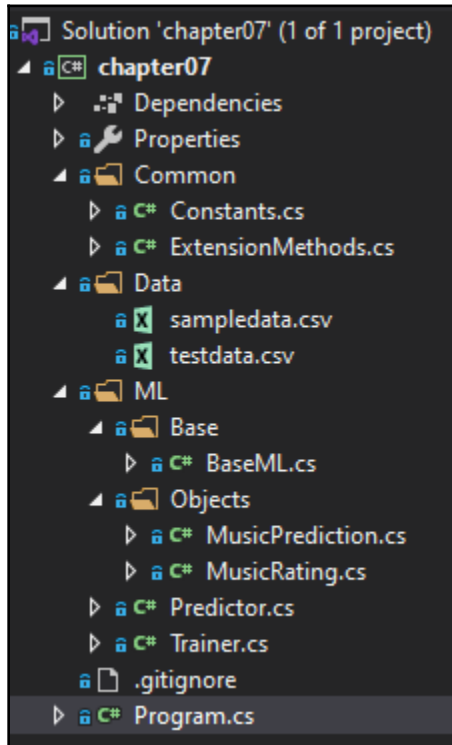 Solution 'chapter07' (1 of 1 project)
C# chapter07
Dependencies
Properties
Common
C# Constants.cs
C# ExtensionMethods.cs
Data
X sampledata.csv
X testdata.csv
ML
Base
C# BaseML.cs
Objects
C# MusicPrediction.cs
C# MusicRating.cs
C# Predictor.cs
C# Trainer.cs
.gitignore
C# Program.cs